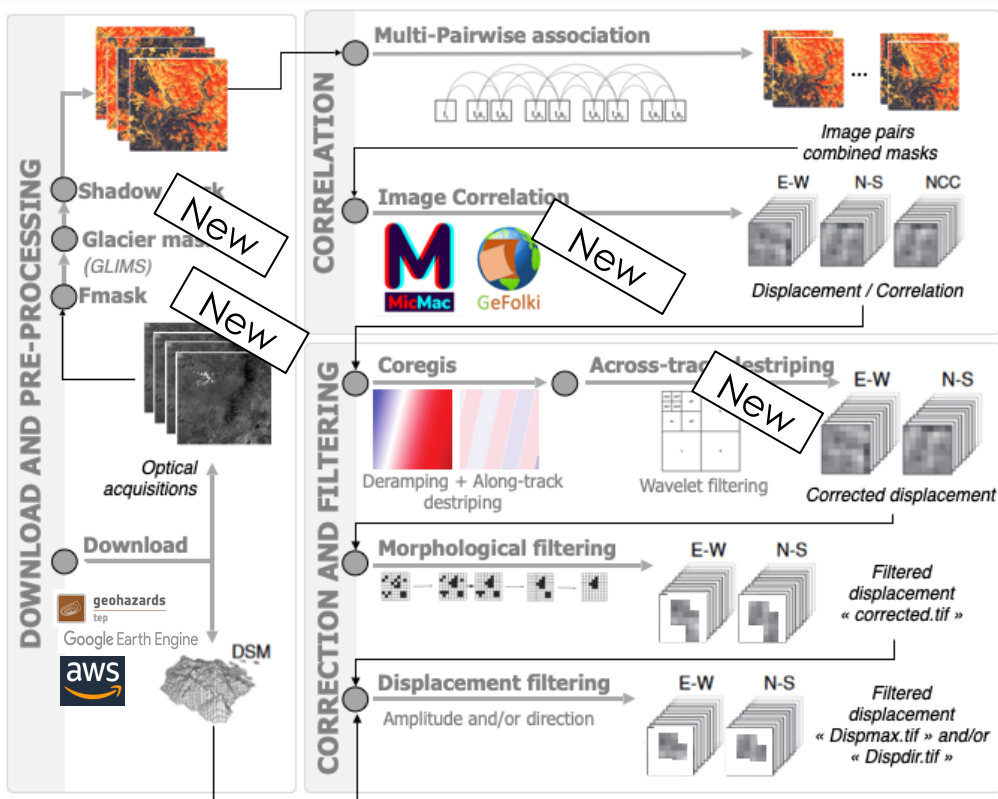 DOWNLOAD AND PRE-PROCESSING
Shadow
New
Glacier mas
(GLIMS)
Fmask
New
Optical
acquisitions
Download
geohazards
tep
Google Earth Engine
aws
DSM
CORRELATION
Multi-Pairwise association
...
Image pairs
combined masks
Image Correlation
New
MicMac
GeFolki
E-W N-S NCC
Displacement / Correlation
CORRECTION AND FILTERING
Coregis
Deramping + Along-track
destriping
Across-track destriping
New
Wavelet filtering
E-W N-S
Corrected displacement
Morphological filtering
E-W N-S
Filtered
displacement
« corrected.tif »
Displacement filtering
Amplitude and/or direction
E-W N-S
Filtered
displacement
« Dispmax.tif » and/or
« Dispdir.tif »